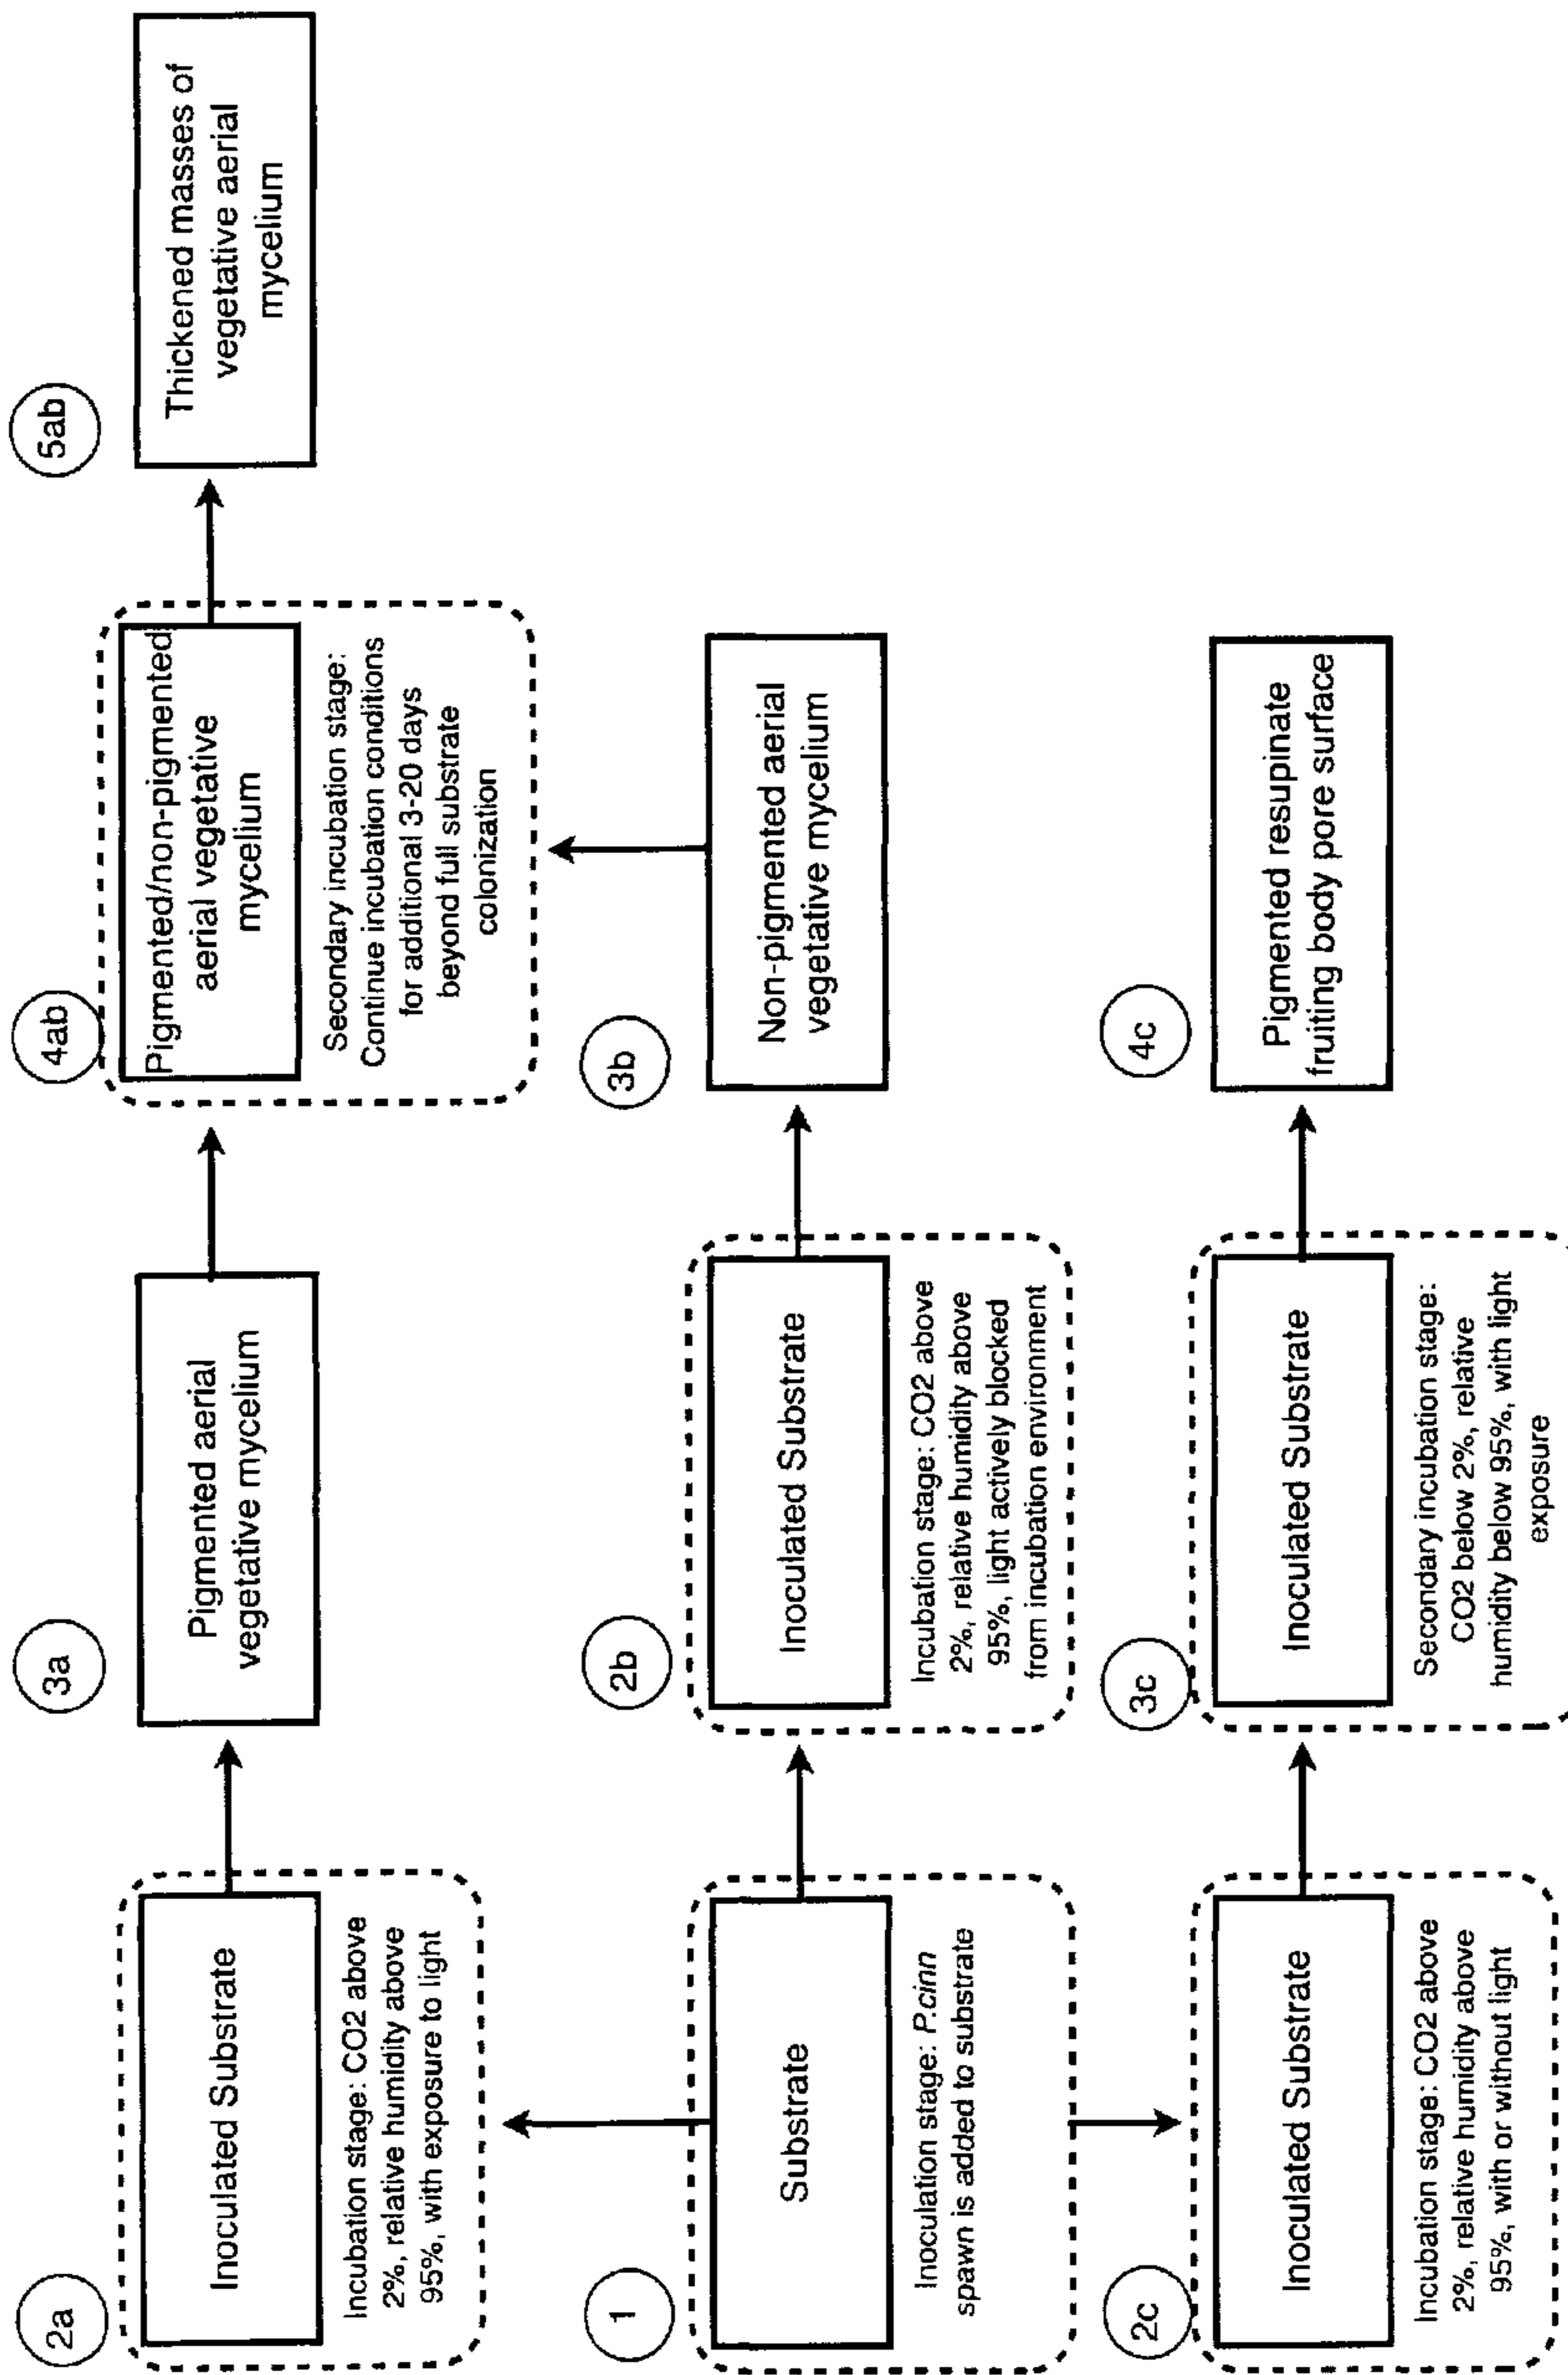 2a
Inoculated Substrate
Incubation stage: CO2 above
2%, relative humidity above
95%, with exposure to light
3a
Pigmented aerial
vegetative mycelium
4ab
Pigmented/non-pigmented
aerial vegetative
mycelium
Secondary incubation stage:
Continue incubation conditions
for additional 3-20 days
beyond full substrate
colonization
5ab
Thickened masses of
vegetative aerial
mycelium
1
Substrate
Inoculation stage: P.cinn
spawn is added to substrate
2b
Inoculated Substrate
Incubation stage: CO2 above
2%, relative humidity above
95%, light actively blocked
from incubation environment
3b
Non-pigmented aerial
vegetative mycelium
2c
Inoculated Substrate
Incubation stage: CO2 above
2%, relative humidity above
95%, with or without light
3c
Inoculated Substrate
Secondary incubation stage:
CO2 below 2%, relative
humidity below 95%, with light
exposure
4c
Pigmented resupinate
fruiting body pore surface